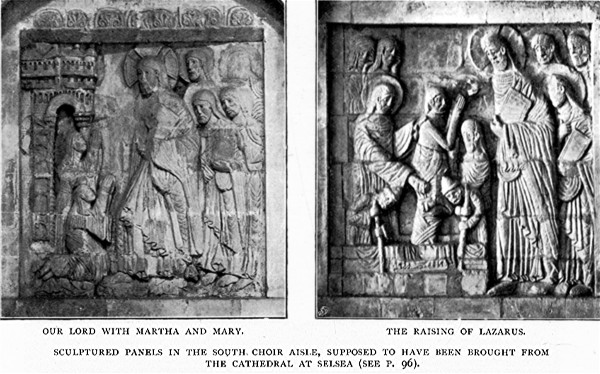 OUR LORD WITH MARTHA AND MARY.
THE RAISING OF LAZARUS.
SCULPTURED PANELS IN THE SOUTH CHOIR AISLE, SUPPOSED TO HAVE BEEN BROUGHT FROM
THE CATHEDRAL AT SELSEA (SEE P. 96).